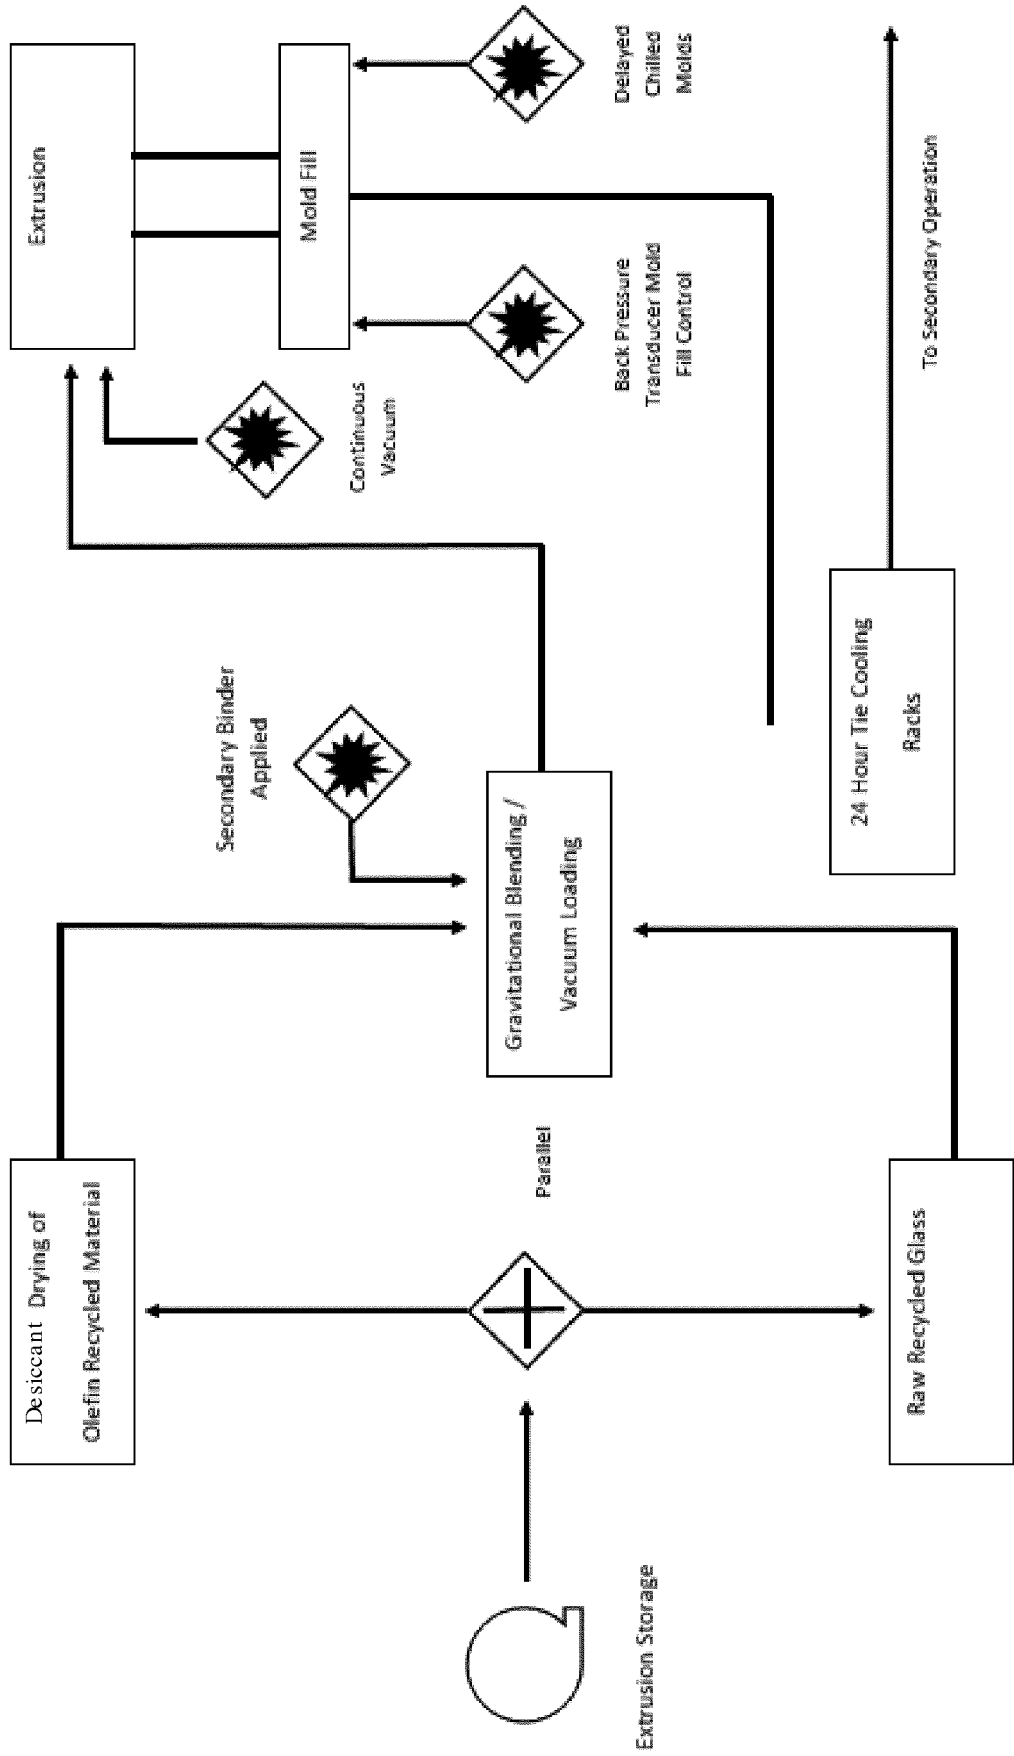 Extrusion Storage
Desiccant Drying of
Olefin Recycled Material
Parallel
Raw Recycled Glass
Secondary Binder
Applied
Gravitational Blending /
Vacuum Loading
Continuous
Vacuum
Extrusion
Mold Fill
Back Pressure
Transducer Mold
Fill Control
Delayed
Chilled
Molds
24 Hour Tie Cooling
Racks
To Secondary Operation